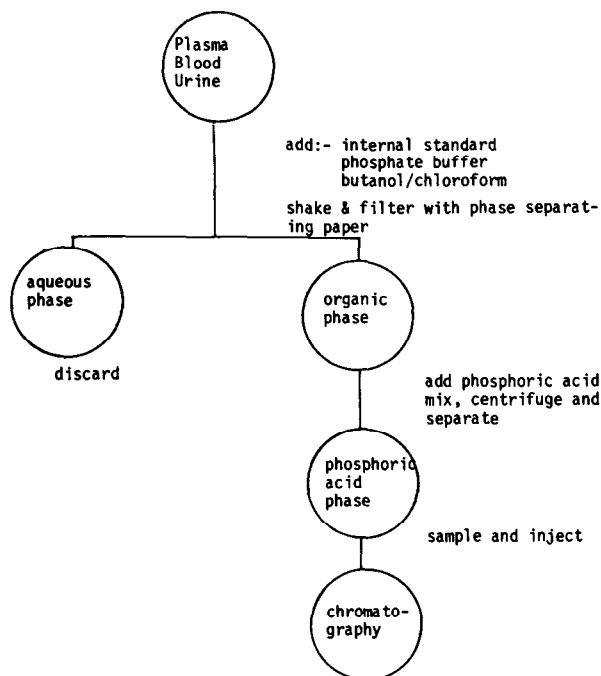 Plasma
Blood
Urine
add:- internal standard
phosphate buffer
butanol/chloroform
shake & filter with phase separat-
ing paper
aqueous
phase
organic
phase
discard
add phosphoric acid
mix, centrifuge and
separate
phosphoric
acid
phase
sample and inject
chromato-
graphy